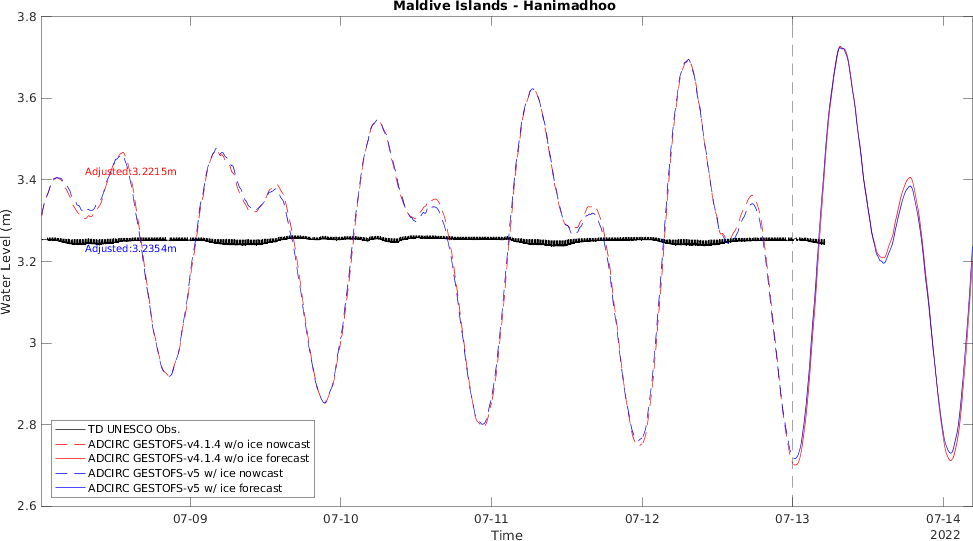 Maldive Islands - Hanimadhoo
3.8
3.6
3.4
3.2
3
2.8
2.6
Water Level (m)
Adjusted:3.2215m
Adjusted:3.2354m
TD UNESCO Obs.
ADCIRC GESTOFS-v4.1.4 w/o ice nowcast
ADCIRC GESTOFS-v4.1.4 w/o ice forecast
ADCIRC GESTOFS-v5 w/ ice nowcast
ADCIRC GESTOFS-v5 w/ ice forecast
07-09
07-10
07-11
07-12
07-13
07-14
Time
2022